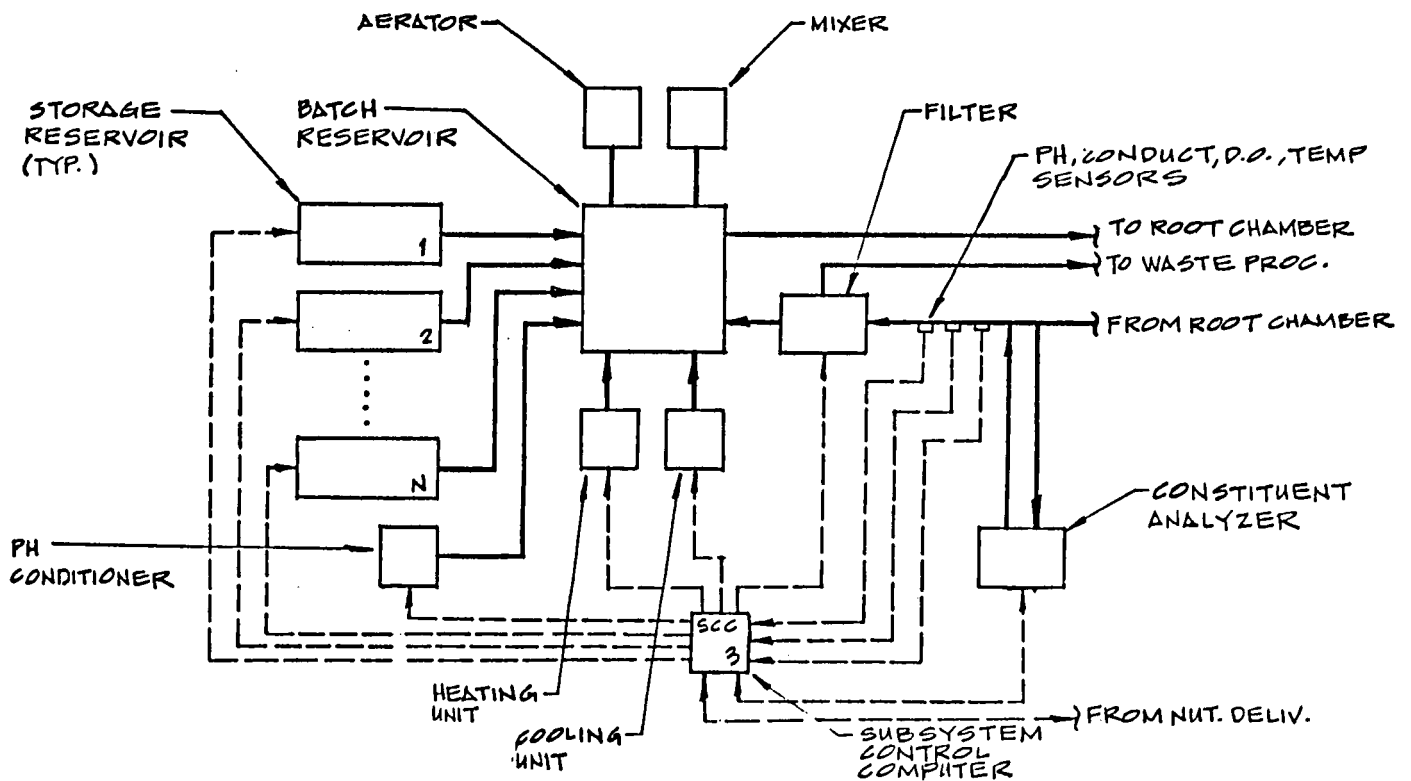 AERATOR
MIXER
STORAGE
RESERVOIR
(TYP.)
BATCH
RESERVOIR
FILTER
PH, CONDUCT, D.O., TEMP
SENSORS
1
TO ROOT CHAMBER
TO WASTE PROC.
2
FROM ROOT CHAMBER
N
CONSTITUENT
ANALYZER
PH
CONDITIONER
SCC
3
HEATING
UNIT
COOLING
UNIT
FROM NUT. DELIV.
SUBSYSTEM
CONTROL
COMPUTER